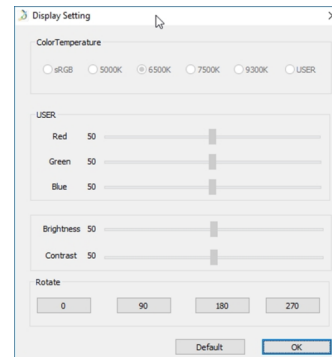 Display Setting
ColorTemperature
sRGB 5000K 6500K 7500K 9300K USER
USER
Red 50
Green 50
Blue 50
Brightness 50
Contrast 50
Rotate
0 90 180 270
Default OK